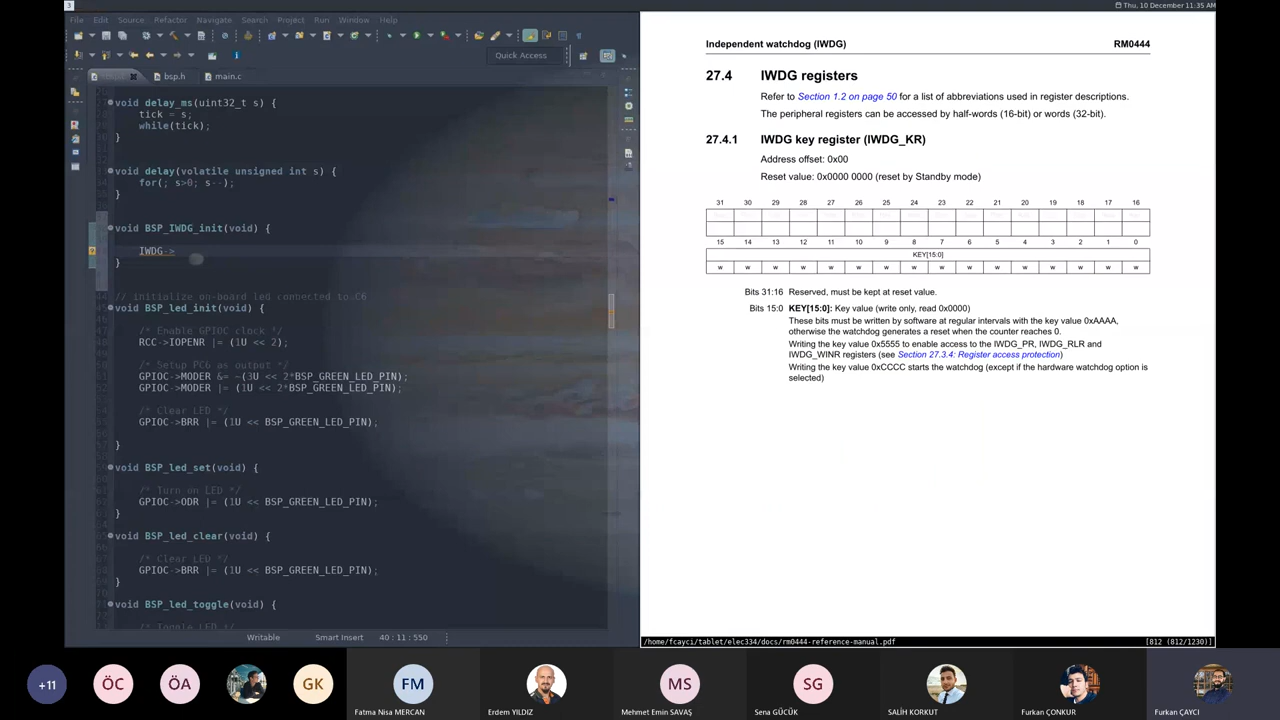 3
Thu, 10 December 11:35 AM
File Edit Source Refactor Navigate Search Project Run Window Help
Quick Access
bsp.h
main.c
void delay_ms(uint32_t s) {
tick = s;
while(tick);
}
void delay(volatile unsigned int s) {
for(; s>0; s--);
}
void BSP_IWDG_init(void) {
IWDG->
}
// initialize on-board led connected to C6
void BSP_led_init(void) {
/* Enable GPIOC clock */
RCC->IOPENR |= (1U << 2);
/* Setup PC6 as output */
GPIOC->MODER &= ~(3U << 2*BSP_GREEN_LED_PIN);
GPIOC->MODER |= (1U << 2*BSP_GREEN_LED_PIN);
/* Clear LED */
GPIOC->BRR |= (1U << BSP_GREEN_LED_PIN);
}
void BSP_led_set(void) {
/* Turn on LED */
GPIOC->ODR |= (1U << BSP_GREEN_LED_PIN);
}
void BSP_led_clear(void) {
/* Clear LED */
GPIOC->BRR |= (1U << BSP_GREEN_LED_PIN);
}
void BSP_led_toggle(void) {
/* Toggle LED */
Writable Smart Insert 40 : 11 : 550
Independent watchdog (IWDG) RM0444
27.4 IWDG registers
Refer to Section 1.2 on page 50 for a list of abbreviations used in register descriptions.
The peripheral registers can be accessed by half-words (16-bit) or words (32-bit).
27.4.1 IWDG key register (IWDG_KR)
Address offset: 0x00
Reset value: 0x0000 0000 (reset by Standby mode)
31 30 29 28 27 26 25 24 23 22 21 20 19 18 17 16
15 14 13 12 11 10 9 8 7 6 5 4 3 2 1 0
KEY[15:0]
w w w w w w w w w w w w w w w w
Bits 31:16 Reserved, must be kept at reset value.
Bits 15:0 KEY[15:0]: Key value (write only, read 0x0000)
These bits must be written by software at regular intervals with the key value 0xAAAA,
otherwise the watchdog generates a reset when the counter reaches 0.
Writing the key value 0x5555 to enable access to the IWDG_PR, IWDG_RLR and
IWDG_WINR registers (see Section 27.3.4: Register access protection)
Writing the key value 0xCCCC starts the watchdog (except if the hardware watchdog option is
selected)
/home/fcayci/tablet/elec334/docs/rm0444-reference-manual.pdf [812 (812/1230)]
+11 ÖC ÖA GK FM MS SG
Fatma Nisa MERCAN Erdem YILDIZ Mehmet Emin SAVAŞ Sena GÜCÜK SALİH KORKUT Furkan ÇONKUR Furkan ÇAYCI